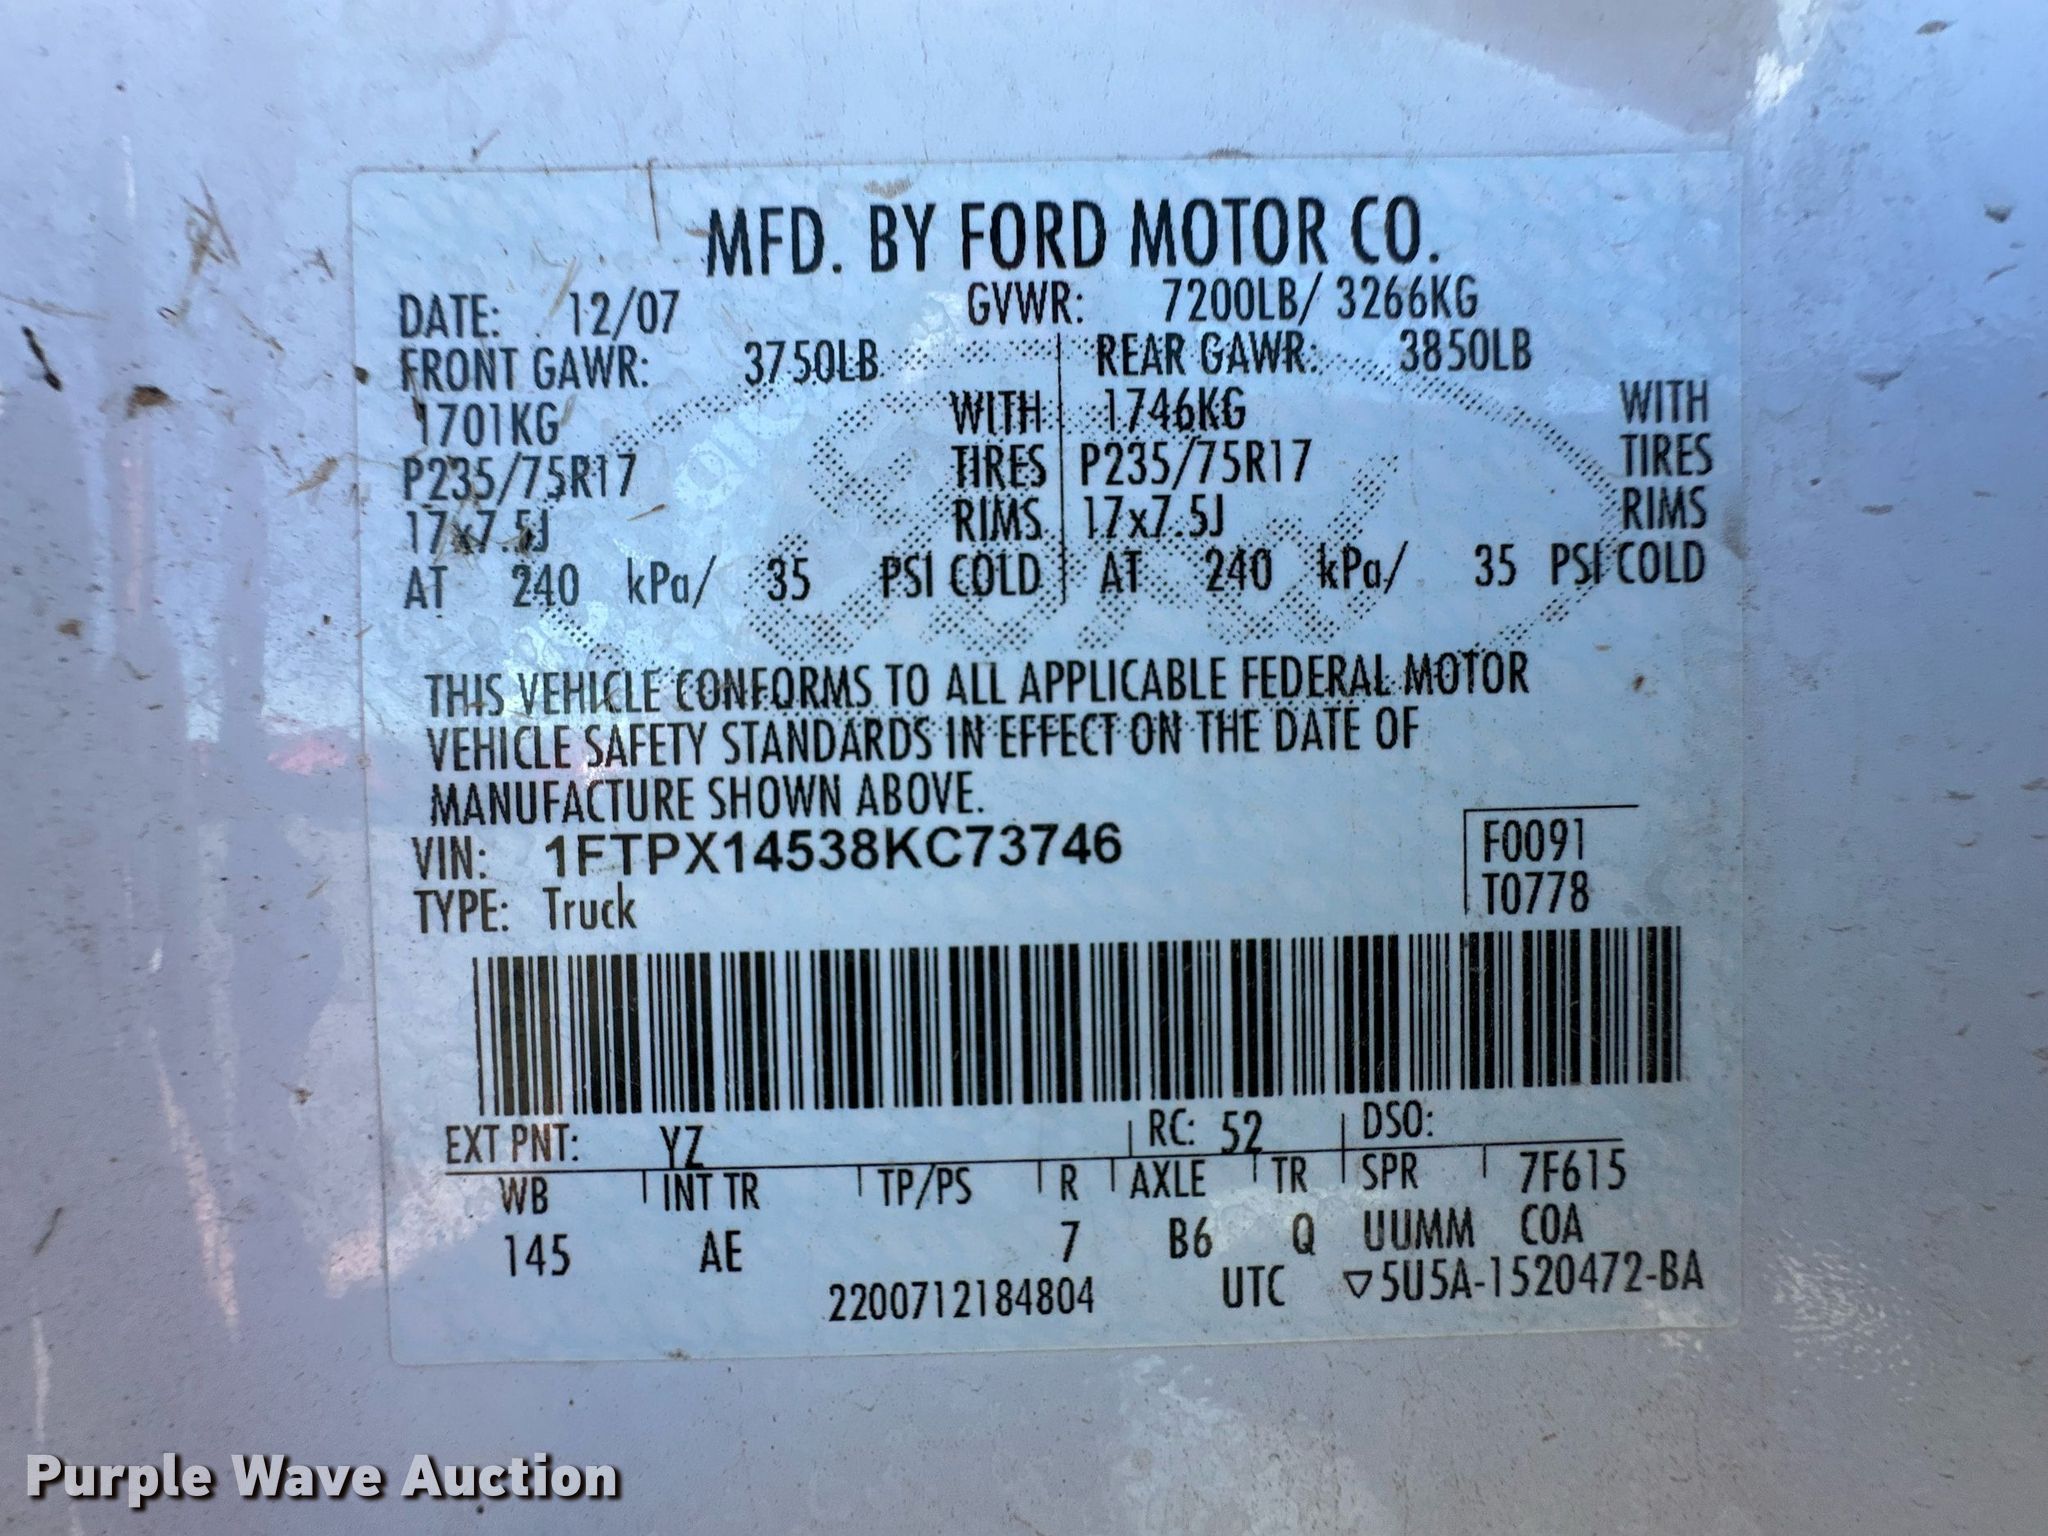 MFD. BY FORD MOTOR CO.
DATE: 12/07 GVWR: 7200LB/ 3266KG
FRONT GAWR: 3750LB REAR GAWR: 3850LB
1701KG WITH 1746KG WITH
P235/75R17 TIRES P235/75R17 TIRES
17x7.5J RIMS 17x7.5J RIMS
AT 240 kPa/ 35 PSI COLD AT 240 kPa/ 35 PSI COLD
THIS VEHICLE CONFORMS TO ALL APPLICABLE FEDERAL MOTOR
VEHICLE SAFETY STANDARDS IN EFFECT ON THE DATE OF
MANUFACTURE SHOWN ABOVE.
VIN: 1FTPX14538KC73746 F0091
TYPE: Truck T0778
EXT PNT: YZ RC: 52 DSO:
WB INT TR TP/PS R AXLE TR SPR 7F615
145 AE 7 B6 Q UUMM COA
2200712184804 UTC ▽5U5A-1520472-BA
Purple Wave Auction